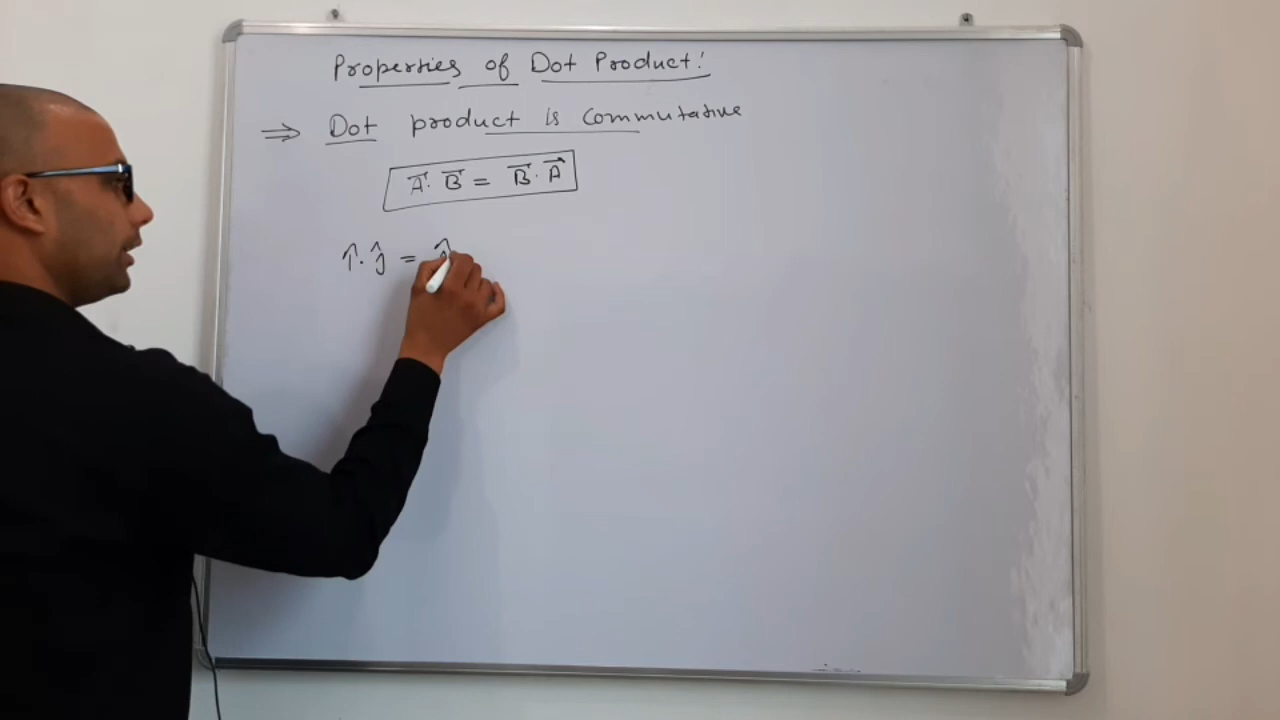 Properties of Dot Product:
⇒ Dot product is commutative
A⃗ · B⃗ = B⃗ · A⃗
î · ĵ =